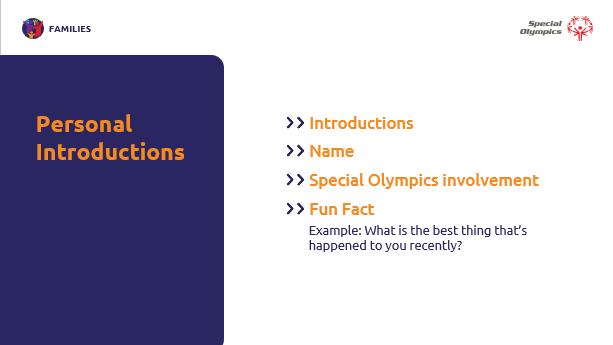 FAMILIES
Special
Olympics
Personal
Introductions
Introductions
Name
Special Olympics involvement
Fun Fact
Example: What is the best thing that's
happened to you recently?